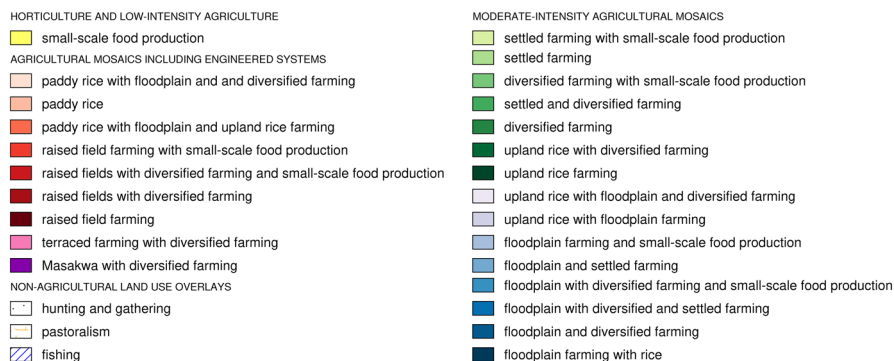 HORTICULTURE AND LOW-INTENSITY AGRICULTURE
small-scale food production
AGRICULTURAL MOSAICS INCLUDING ENGINEERED SYSTEMS
paddy rice with floodplain and and diversified farming
paddy rice
paddy rice with floodplain and upland rice farming
raised field farming with small-scale food production
raised fields with diversified farming and small-scale food production
raised fields with diversified farming
raised field farming
terraced farming with diversified farming
Masakwa with diversified farming
NON-AGRICULTURAL LAND USE OVERLAYS
hunting and gathering
pastoralism
fishing
MODERATE-INTENSITY AGRICULTURAL MOSAICS
settled farming with small-scale food production
settled farming
diversified farming with small-scale food production
settled and diversified farming
diversified farming
upland rice with diversified farming
upland rice farming
upland rice with floodplain and diversified farming
upland rice with floodplain farming
floodplain farming and small-scale food production
floodplain and settled farming
floodplain with diversified farming and small-scale food production
floodplain with diversified and settled farming
floodplain and diversified farming
floodplain farming with rice